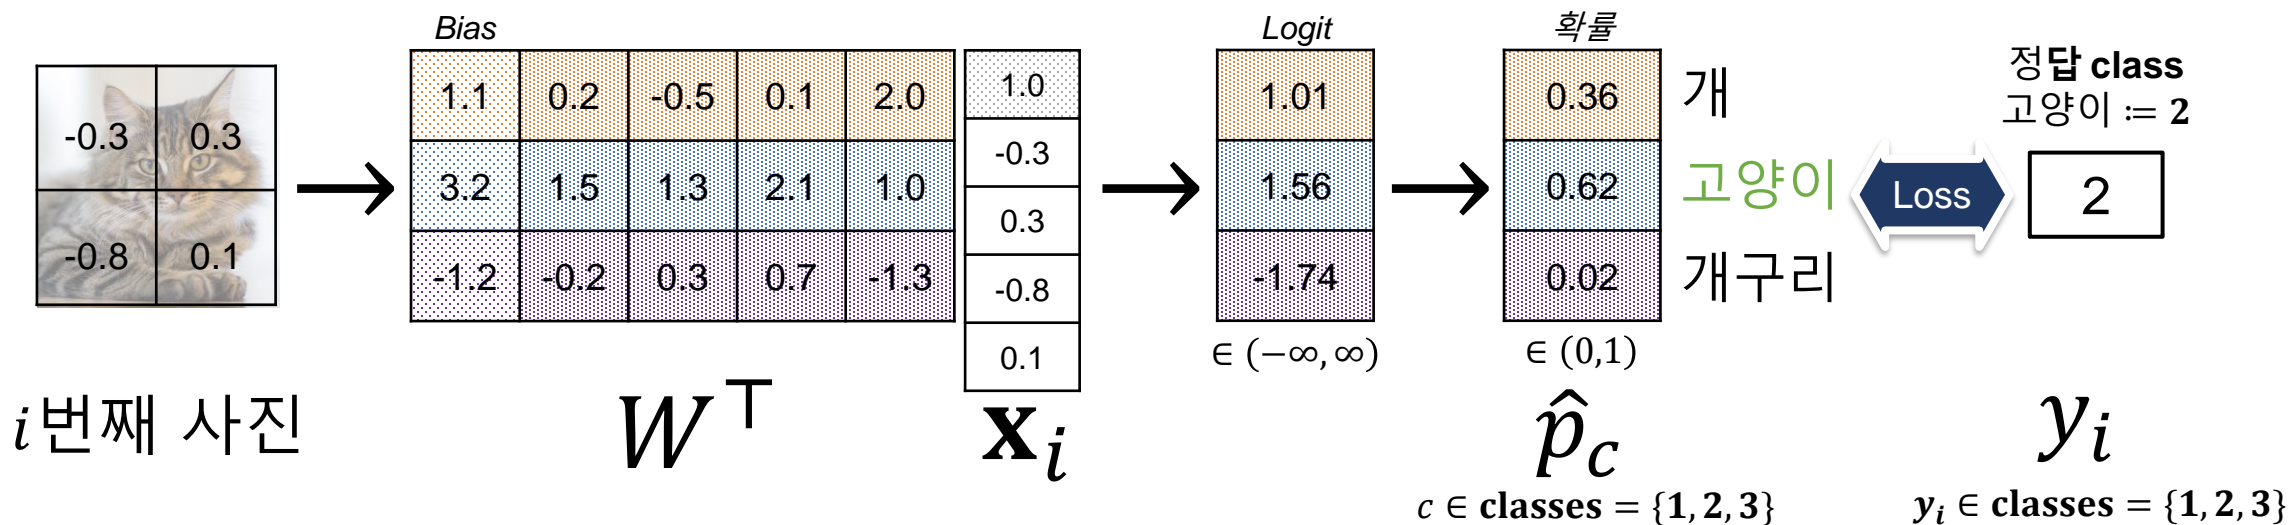 Bias
Logit
확률
정답 class
고양이 ≔ 2
-0.3 0.3
-0.8 0.1
1.1 0.2 -0.5 0.1 2.0
3.2 1.5 1.3 2.1 1.0
-1.2 -0.2 0.3 0.7 -1.3
1.0
-0.3
0.3
-0.8
0.1
1.01
1.56
-1.74
∈ (−∞, ∞)
0.36
0.62
0.02
∈ (0,1)
개
고양이
개구리
Loss
2
i번째 사진
W⊤
xᵢ
p̂_c
c ∈ classes = {1, 2, 3}
yᵢ
yᵢ ∈ classes = {1, 2, 3}